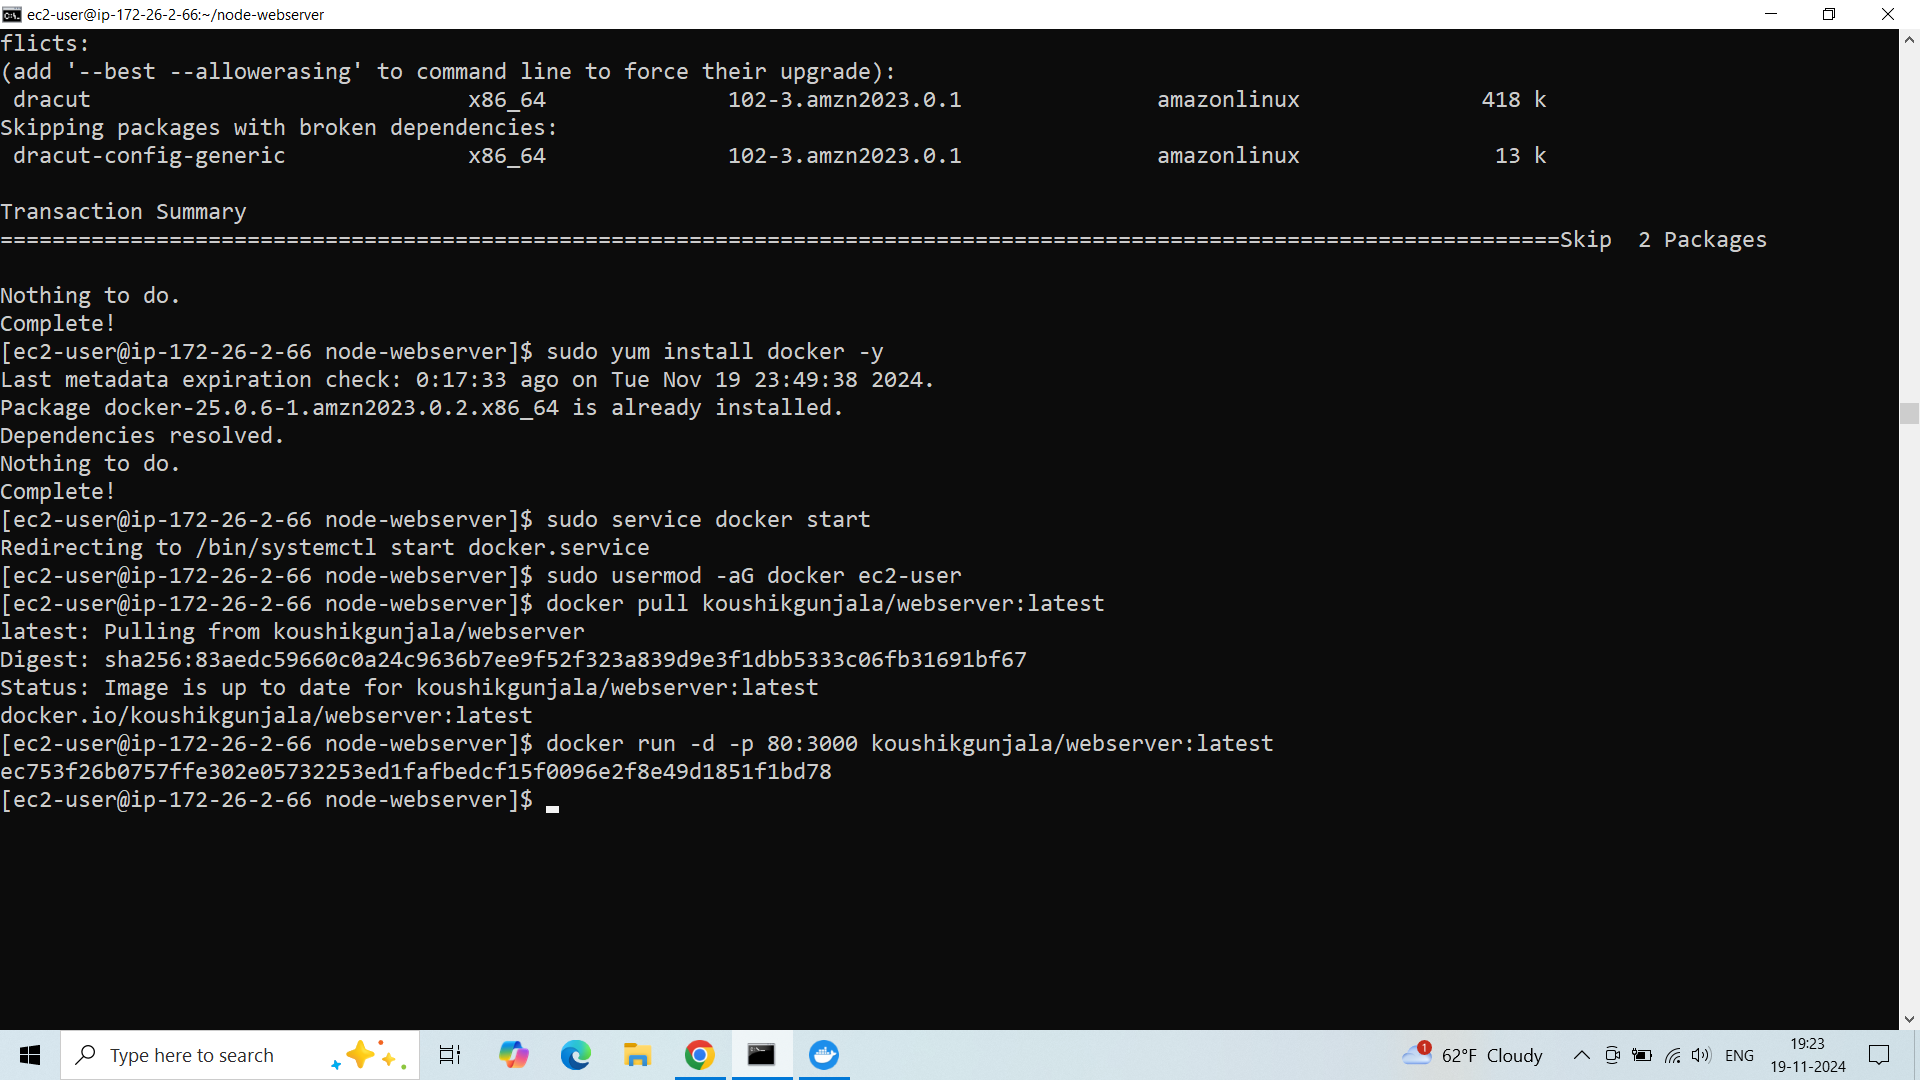 ec2-user@ip-172-26-2-66:~/node-webserver
flicts:
(add '--best --allowerasing' to command line to force their upgrade):
dracut x86_64 102-3.amzn2023.0.1 amazonlinux 418 k
Skipping packages with broken dependencies:
dracut-config-generic x86_64 102-3.amzn2023.0.1 amazonlinux 13 k
Transaction Summary
========================================================================================================================Skip  2 Packages
Nothing to do.
Complete!
[ec2-user@ip-172-26-2-66 node-webserver]$ sudo yum install docker -y
Last metadata expiration check: 0:17:33 ago on Tue Nov 19 23:49:38 2024.
Package docker-25.0.6-1.amzn2023.0.2.x86_64 is already installed.
Dependencies resolved.
Nothing to do.
Complete!
[ec2-user@ip-172-26-2-66 node-webserver]$ sudo service docker start
Redirecting to /bin/systemctl start docker.service
[ec2-user@ip-172-26-2-66 node-webserver]$ sudo usermod -aG docker ec2-user
[ec2-user@ip-172-26-2-66 node-webserver]$ docker pull koushikgunjala/webserver:latest
latest: Pulling from koushikgunjala/webserver
Digest: sha256:83aedc59660c0a24c9636b7ee9f52f323a839d9e3f1dbb5333c06fb31691bf67
Status: Image is up to date for koushikgunjala/webserver:latest
docker.io/koushikgunjala/webserver:latest
[ec2-user@ip-172-26-2-66 node-webserver]$ docker run -d -p 80:3000 koushikgunjala/webserver:latest
ec753f26b0757ffe302e05732253ed1fafbedcf15f0096e2f8e49d1851f1bd78
[ec2-user@ip-172-26-2-66 node-webserver]$
Type here to search
1
62°F Cloudy
ENG
19:23
19-11-2024